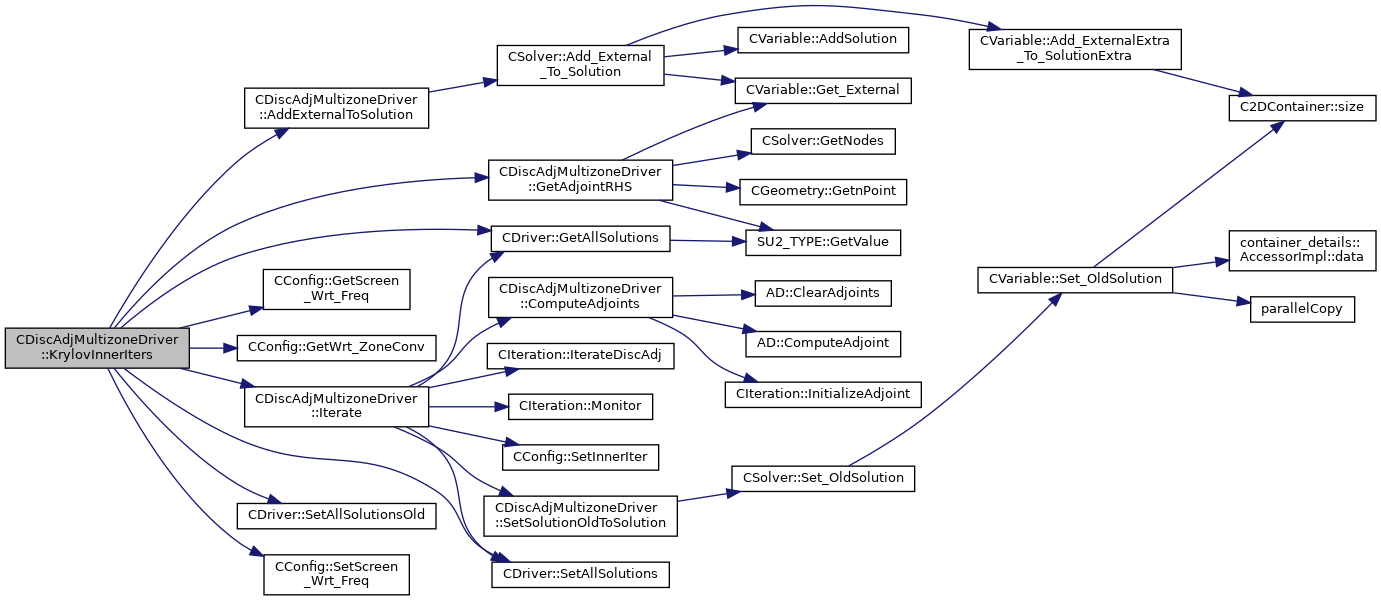 CDiscAdjMultizoneDriver
::KrylovInnerIters
CDiscAdjMultizoneDriver
::AddExternalToSolution
CConfig::GetScreen
_Wrt_Freq
CConfig::GetWrt_ZoneConv
CDiscAdjMultizoneDriver
::Iterate
CDriver::SetAllSolutionsOld
CConfig::SetScreen
_Wrt_Freq
CSolver::Add_External
_To_Solution
CDiscAdjMultizoneDriver
::GetAdjointRHS
CDriver::GetAllSolutions
CDiscAdjMultizoneDriver
::ComputeAdjoints
CIteration::IterateDiscAdj
CIteration::Monitor
CConfig::SetInnerIter
CDiscAdjMultizoneDriver
::SetSolutionOldToSolution
CDriver::SetAllSolutions
CVariable::AddSolution
CVariable::Get_External
CSolver::GetNodes
CGeometry::GetnPoint
SU2_TYPE::GetValue
AD::ClearAdjoints
AD::ComputeAdjoint
CIteration::InitializeAdjoint
CSolver::Set_OldSolution
CVariable::Add_ExternalExtra
_To_SolutionExtra
CVariable::Set_OldSolution
C2DContainer::size
container_details::
AccessorImpl::data
parallelCopy